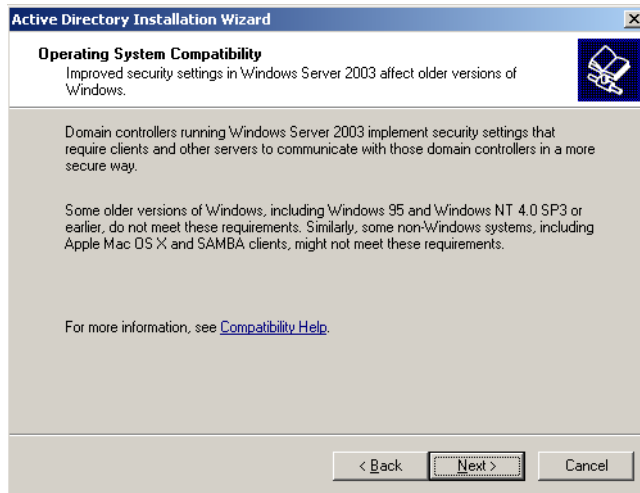 Active Directory Installation Wizard
Operating System Compatibility
Improved security settings in Windows Server 2003 affect older versions of
Windows.
Domain controllers running Windows Server 2003 implement security settings that
require clients and other servers to communicate with those domain controllers in a more
secure way.
Some older versions of Windows, including Windows 95 and Windows NT 4.0 SP3 or
earlier, do not meet these requirements. Similarly, some non-Windows systems, including
Apple Mac OS X and SAMBA clients, might not meet these requirements.
For more information, see Compatibility Help.
< Back Next > Cancel